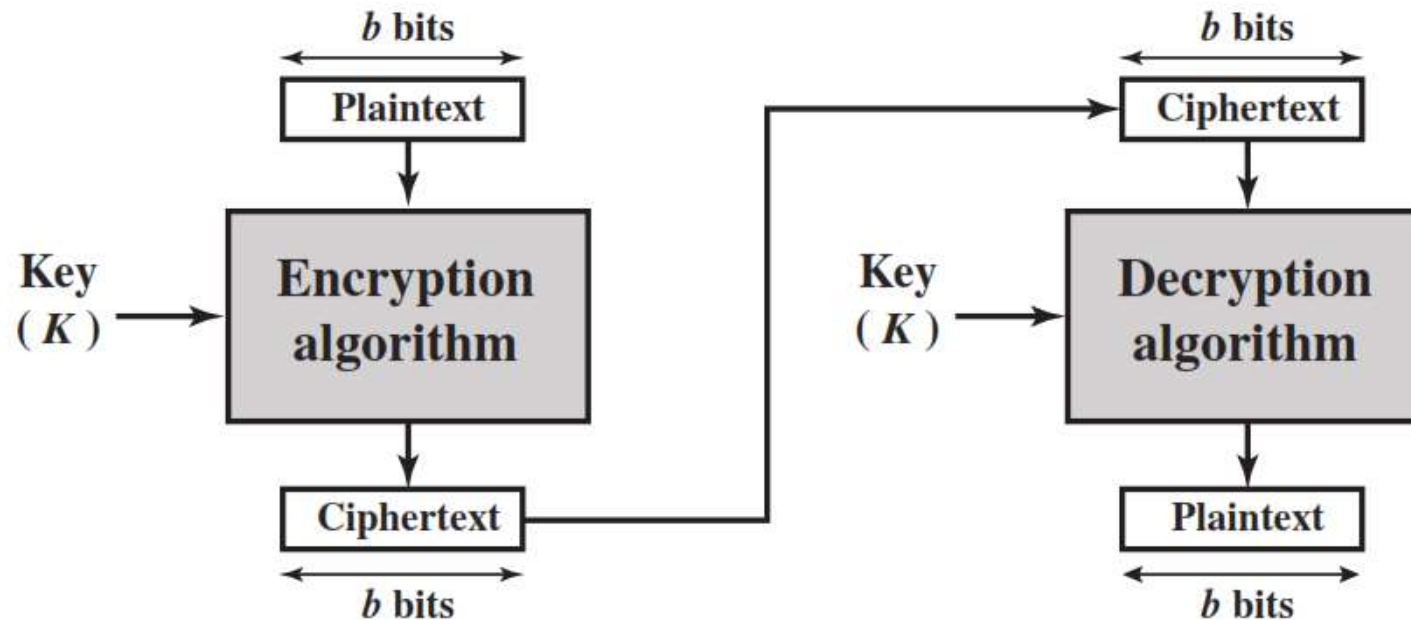 b bits
Plaintext
Key
( K )
Encryption
algorithm
Ciphertext
b bits
b bits
Ciphertext
Key
( K )
Decryption
algorithm
Plaintext
b bits